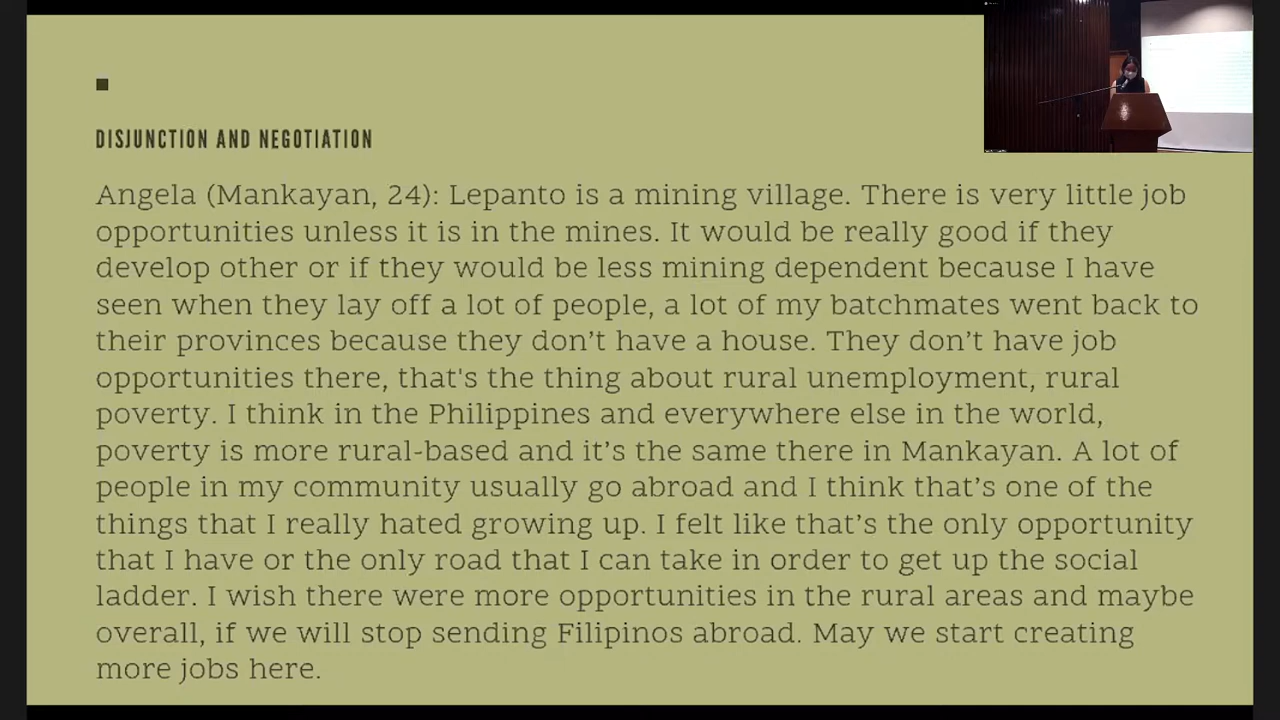 DISJUNCTION AND NEGOTIATION
Angela (Mankayan, 24): Lepanto is a mining village. There is very little job
opportunities unless it is in the mines. It would be really good if they
develop other or if they would be less mining dependent because I have
seen when they lay off a lot of people, a lot of my batchmates went back to
their provinces because they don’t have a house. They don’t have job
opportunities there, that's the thing about rural unemployment, rural
poverty. I think in the Philippines and everywhere else in the world,
poverty is more rural-based and it’s the same there in Mankayan. A lot of
people in my community usually go abroad and I think that’s one of the
things that I really hated growing up. I felt like that’s the only opportunity
that I have or the only road that I can take in order to get up the social
ladder. I wish there were more opportunities in the rural areas and maybe
overall, if we will stop sending Filipinos abroad. May we start creating
more jobs here.